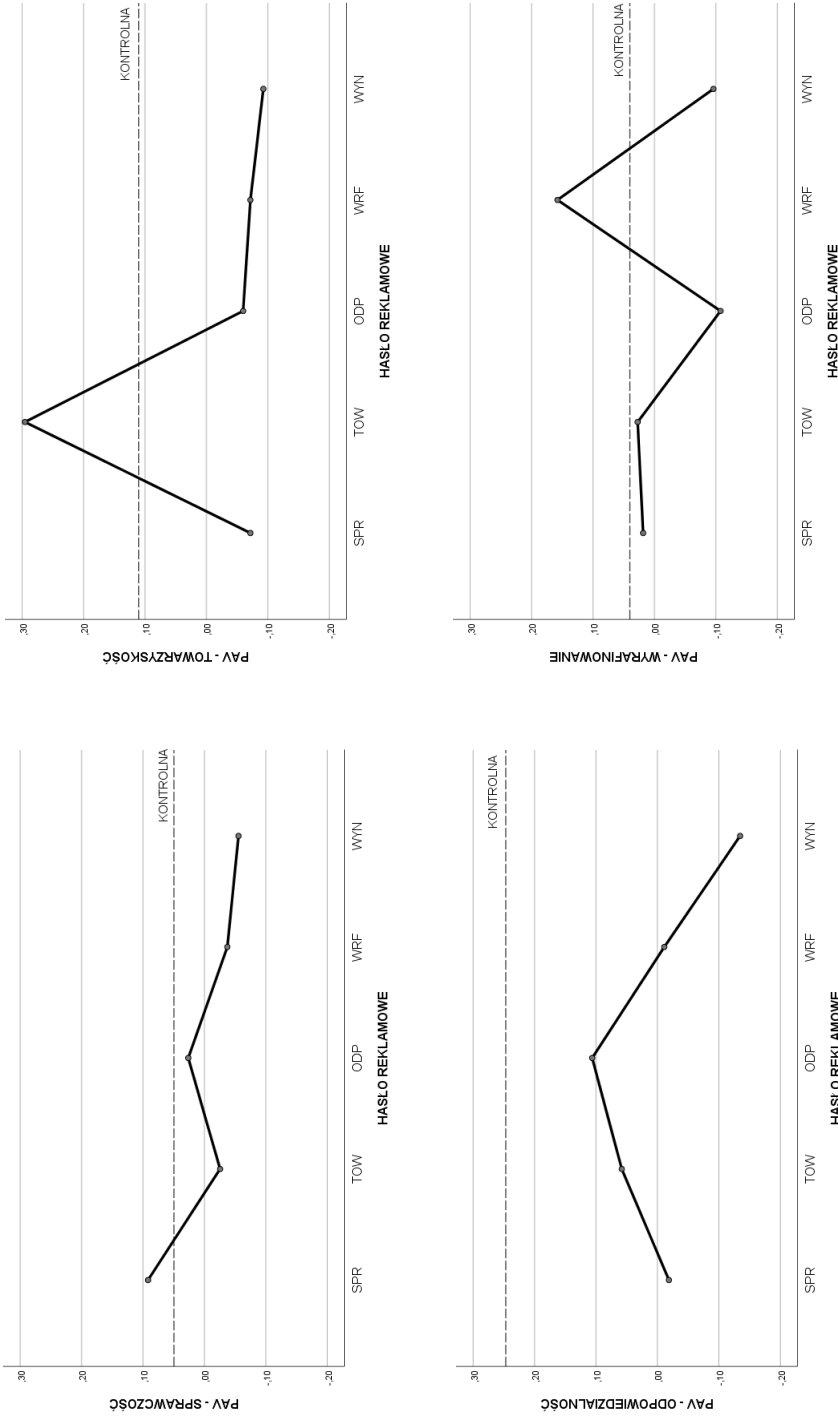 PAV - SPRAWCZOŚĆ
,30
,20
,10
,00
-,10
-,20
KONTROLNA
SPR
TOW
ODP
WRF
WYN
HASŁO REKLAMOWE
PAV - TOWARZYSKOŚĆ
,30
,20
,10
,00
-,10
-,20
KONTROLNA
SPR
TOW
ODP
WRF
WYN
HASŁO REKLAMOWE
PAV - ODPOWIEDZIALNOŚĆ
,30
,20
,10
,00
-,10
-,20
KONTROLNA
SPR
TOW
ODP
WRF
WYN
HASŁO REKLAMOWE
PAV - WYRAFINOWANIE
,30
,20
,10
,00
-,10
-,20
KONTROLNA
SPR
TOW
ODP
WRF
WYN
HASŁO REKLAMOWE